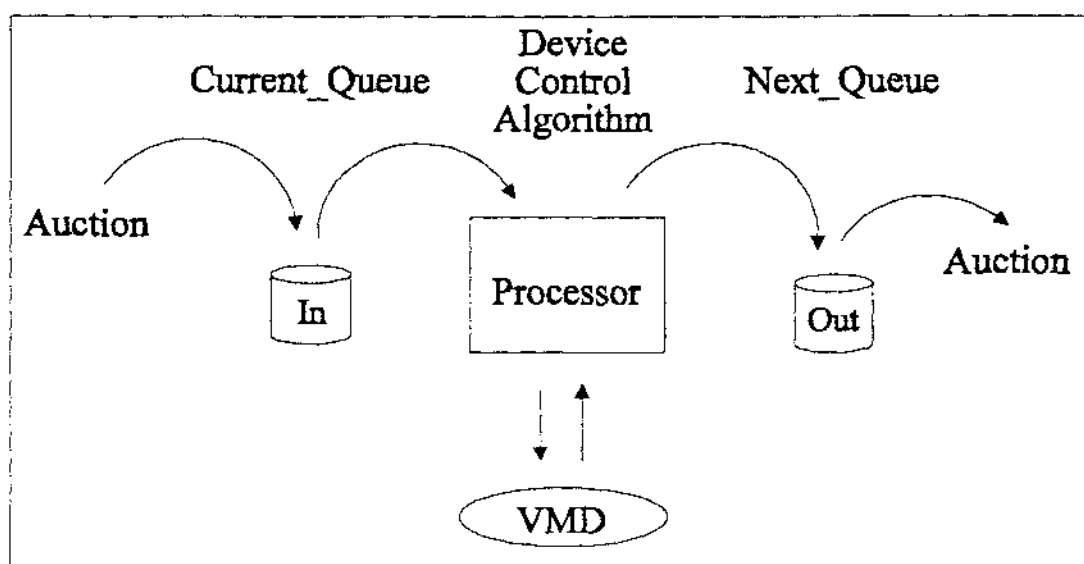 Device
Control
Algorithm
Current_Queue
Next_Queue
Auction
In
Processor
Out
Auction
VMD